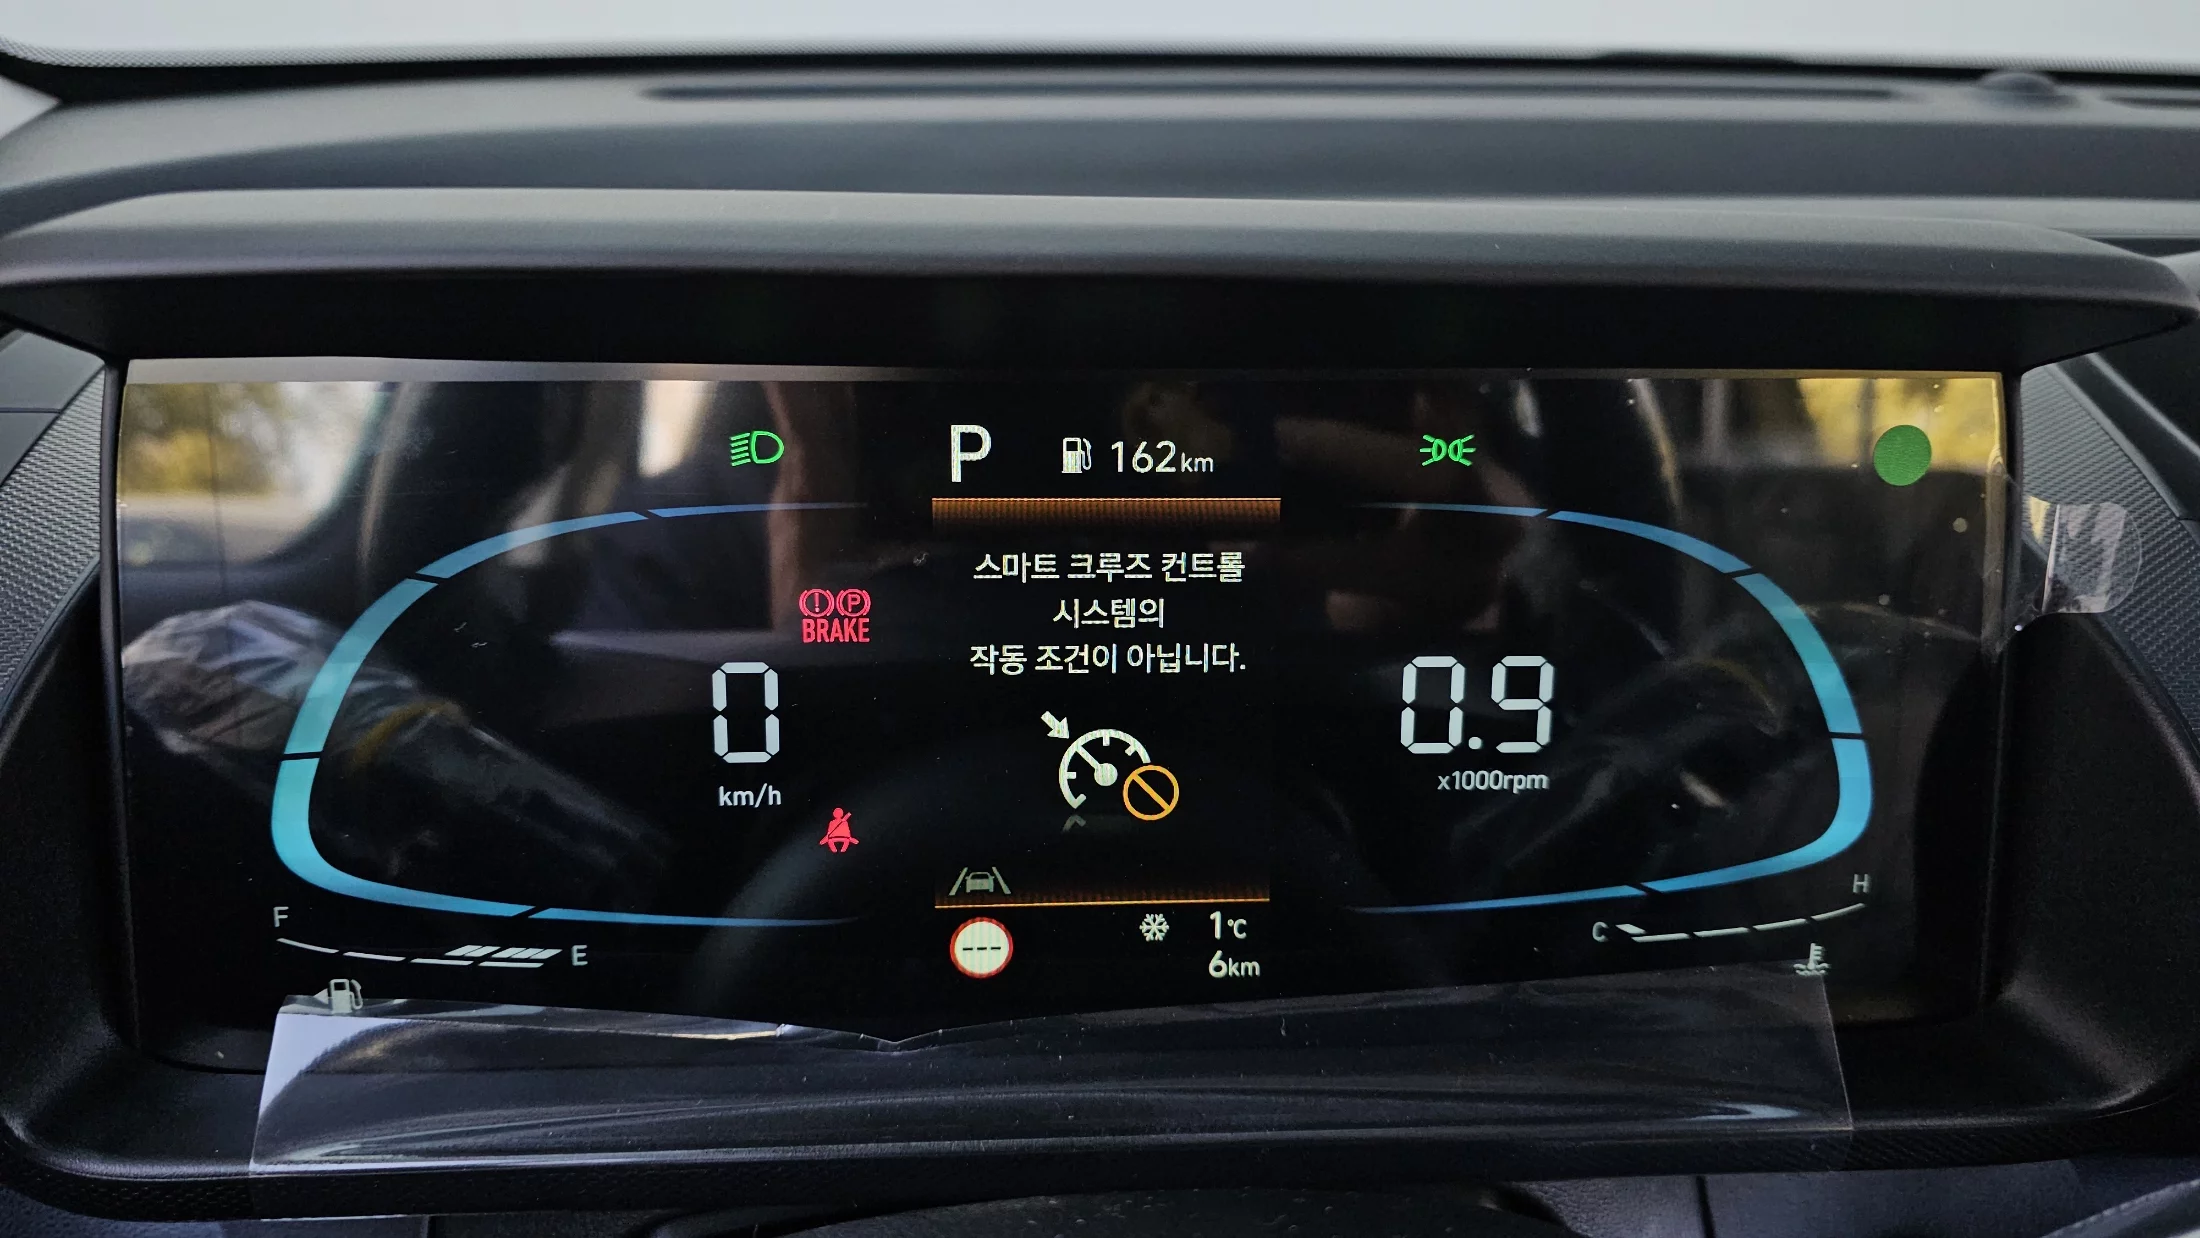 P 162km
스마트 크루즈 컨트롤
시스템의
작동 조건이 아닙니다.
(!)(P)
BRAKE
0
km/h
0.9
x1000rpm
F
E
---
1°C
6km
C
H